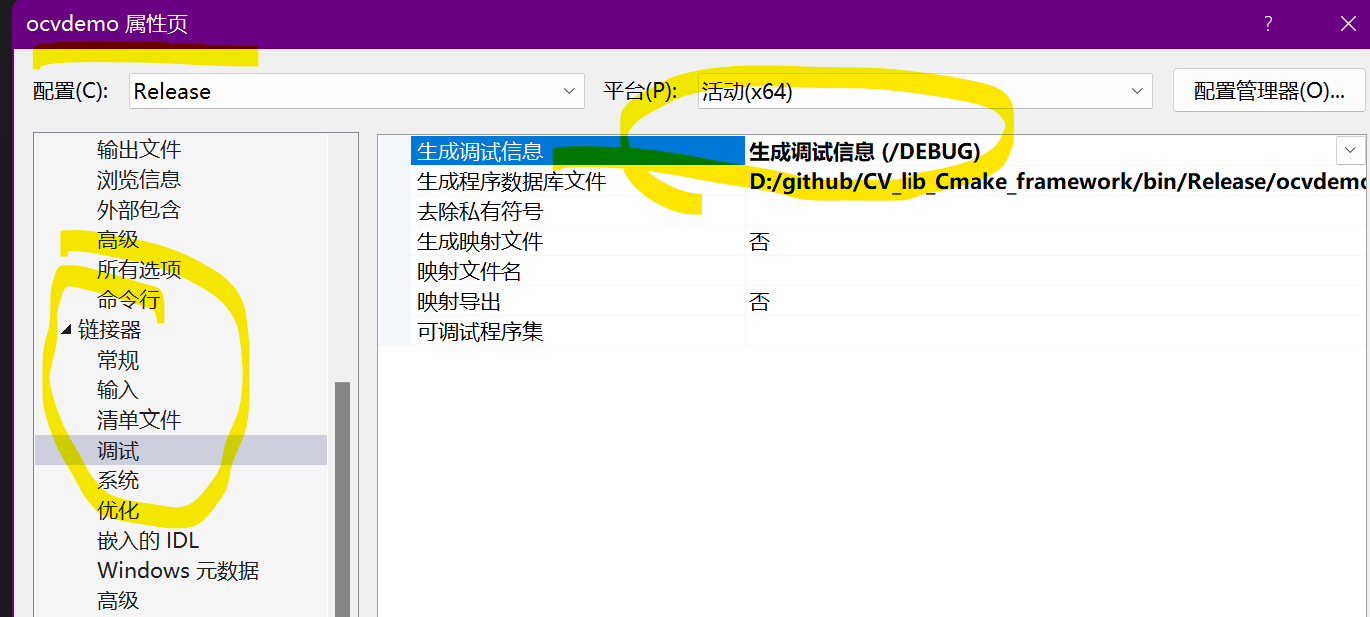 ocvdemo 属性页
配置(C): Release 平台(P): 活动(x64) 配置管理器(O)...
输出文件
浏览信息
外部包含
高级
所有选项
命令行
链接器
常规
输入
清单文件
调试
系统
优化
嵌入的 IDL
Windows 元数据
高级
生成调试信息 生成调试信息 (/DEBUG)
生成程序数据库文件 D:/github/CV_lib_Cmake_framework/bin/Release/ocvdemo
去除私有符号
生成映射文件 否
映射文件名
映射导出 否
可调试程序集